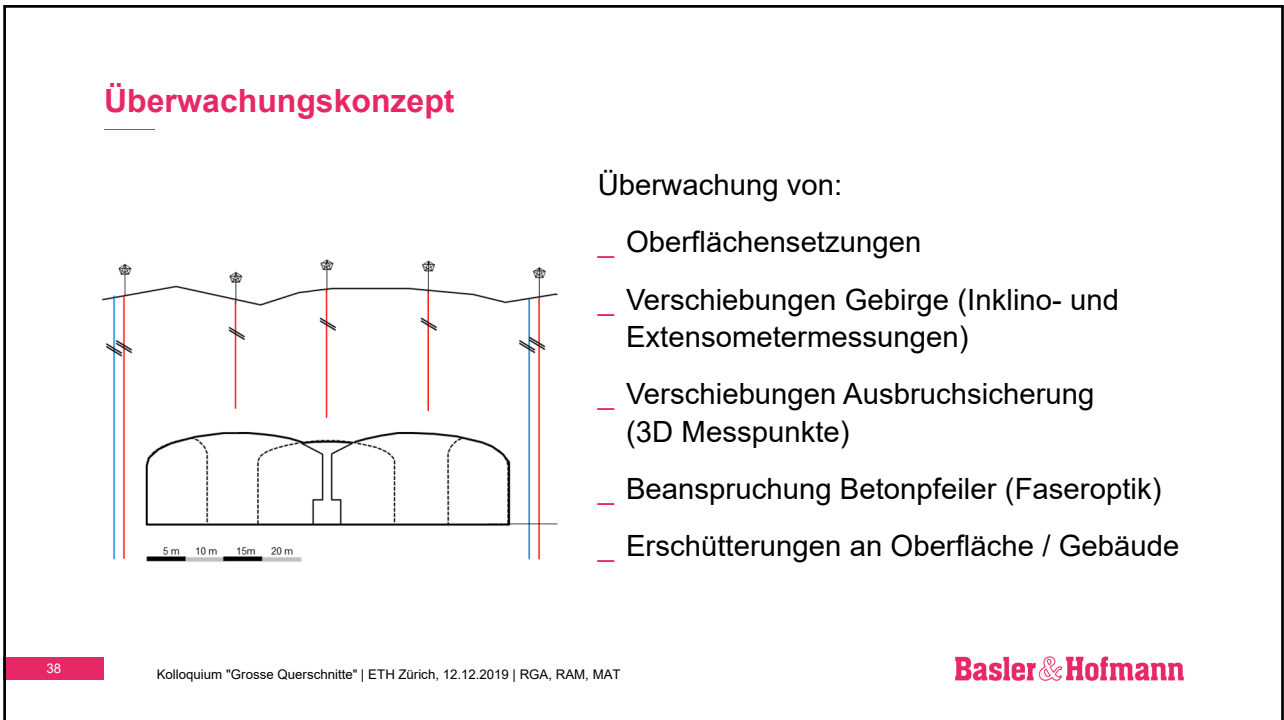 Überwachungskonzept
Überwachung von:
_ Oberflächensetzungen
_ Verschiebungen Gebirge (Inklino- und
Extensometermessungen)
_ Verschiebungen Ausbruchsicherung
(3D Messpunkte)
_ Beanspruchung Betonpfeiler (Faseroptik)
_ Erschütterungen an Oberfläche / Gebäude
5 m 10 m 15m 20 m
38
Kolloquium "Grosse Querschnitte" | ETH Zürich, 12.12.2019 | RGA, RAM, MAT
Basler & Hofmann